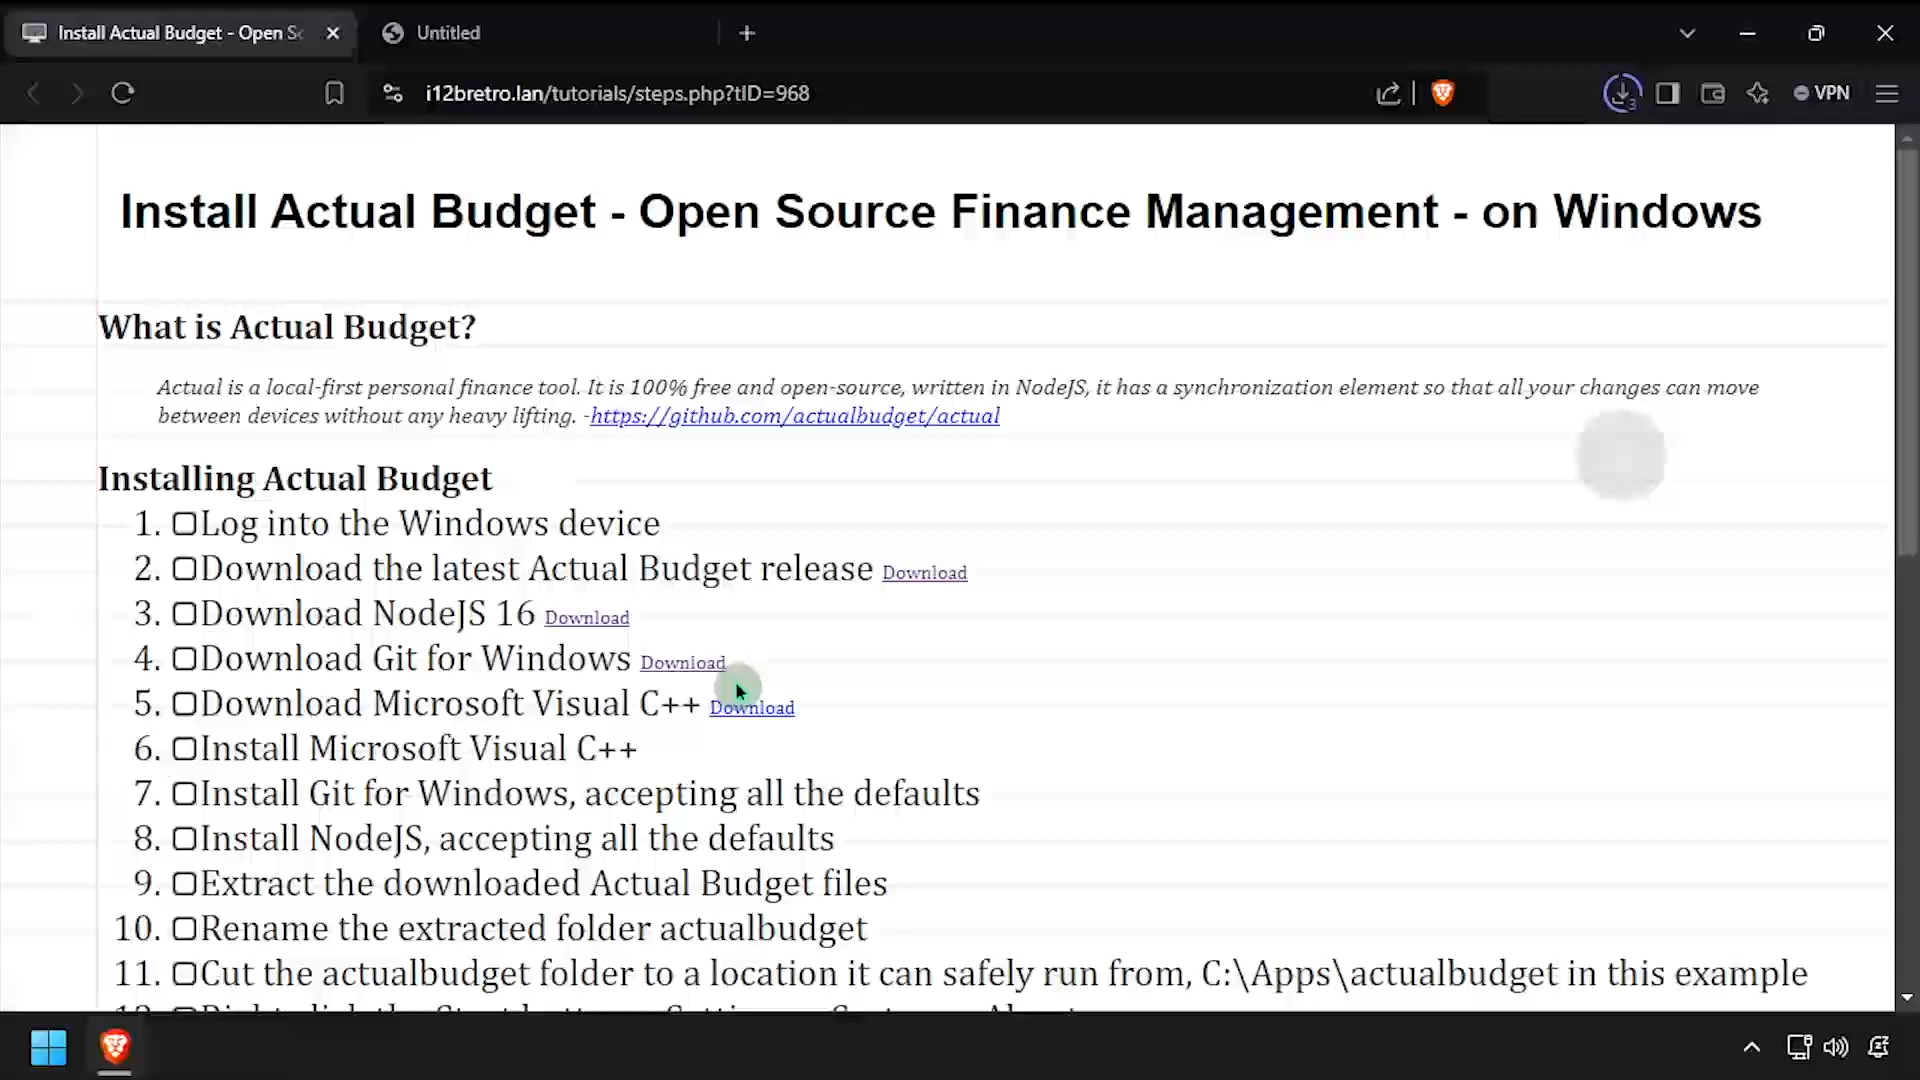 Install Actual Budget - Open Sc
Untitled
i12bretro.lan/tutorials/steps.php?tID=968
3
VPN
Install Actual Budget - Open Source Finance Management - on Windows
What is Actual Budget?
Actual is a local-first personal finance tool. It is 100% free and open-source, written in NodeJS, it has a synchronization element so that all your changes can move
between devices without any heavy lifting. -https://github.com/actualbudget/actual
Installing Actual Budget
1. Log into the Windows device
2. Download the latest Actual Budget release Download
3. Download NodeJS 16 Download
4. Download Git for Windows Download
5. Download Microsoft Visual C++ Download
6. Install Microsoft Visual C++
7. Install Git for Windows, accepting all the defaults
8. Install NodeJS, accepting all the defaults
9. Extract the downloaded Actual Budget files
10. Rename the extracted folder actualbudget
11. Cut the actualbudget folder to a location it can safely run from, C:\Apps\actualbudget in this example